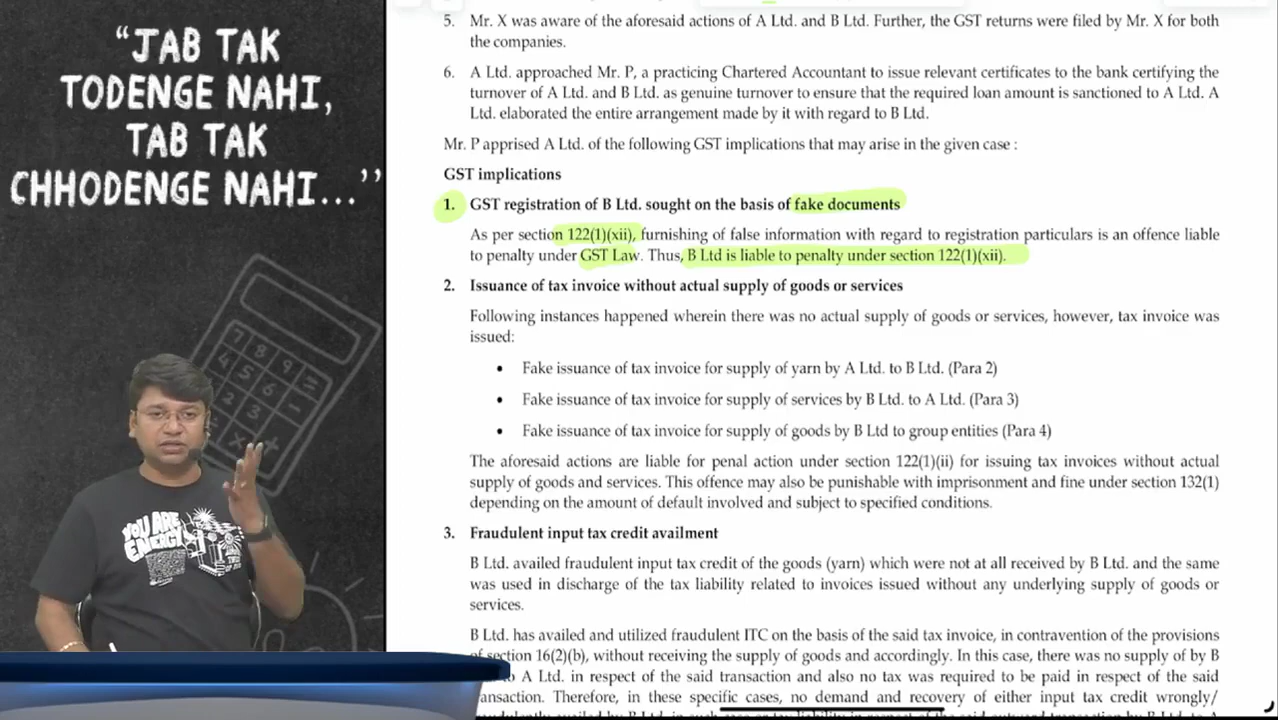 “JAB TAK
TODENGE NAHI,
TAB TAK
CHHODENGE NAHI...’’
YOU ARE
ENERGY
5. Mr. X was aware of the aforesaid actions of A Ltd. and B Ltd. Further, the GST returns were filed by Mr. X for both
the companies.
6. A Ltd. approached Mr. P, a practicing Chartered Accountant to issue relevant certificates to the bank certifying the
turnover of A Ltd. and B Ltd. as genuine turnover to ensure that the required loan amount is sanctioned to A Ltd. A
Ltd. elaborated the entire arrangement made by it with regard to B Ltd.
Mr. P apprised A Ltd. of the following GST implications that may arise in the given case :
GST implications
1. GST registration of B Ltd. sought on the basis of fake documents
As per section 122(1)(xii), furnishing of false information with regard to registration particulars is an offence liable
to penalty under GST Law. Thus, B Ltd is liable to penalty under section 122(1)(xii).
2. Issuance of tax invoice without actual supply of goods or services
Following instances happened wherein there was no actual supply of goods or services, however, tax invoice was
issued:
• Fake issuance of tax invoice for supply of yarn by A Ltd. to B Ltd. (Para 2)
• Fake issuance of tax invoice for supply of services by B Ltd. to A Ltd. (Para 3)
• Fake issuance of tax invoice for supply of goods by B Ltd to group entities (Para 4)
The aforesaid actions are liable for penal action under section 122(1)(ii) for issuing tax invoices without actual
supply of goods and services. This offence may also be punishable with imprisonment and fine under section 132(1)
depending on the amount of default involved and subject to specified conditions.
3. Fraudulent input tax credit availment
B Ltd. availed fraudulent input tax credit of the goods (yarn) which were not at all received by B Ltd. and the same
was used in discharge of the tax liability related to invoices issued without any underlying supply of goods or
services.
B Ltd. has availed and utilized fraudulent ITC on the basis of the said tax invoice, in contravention of the provisions
of section 16(2)(b), without receiving the supply of goods and accordingly. In this case, there was no supply of by B
A Ltd. in respect of the said transaction and also no tax was required to be paid in respect of the said
Therefore, in these specific cases, no demand and recovery of either input tax credit wrongly/